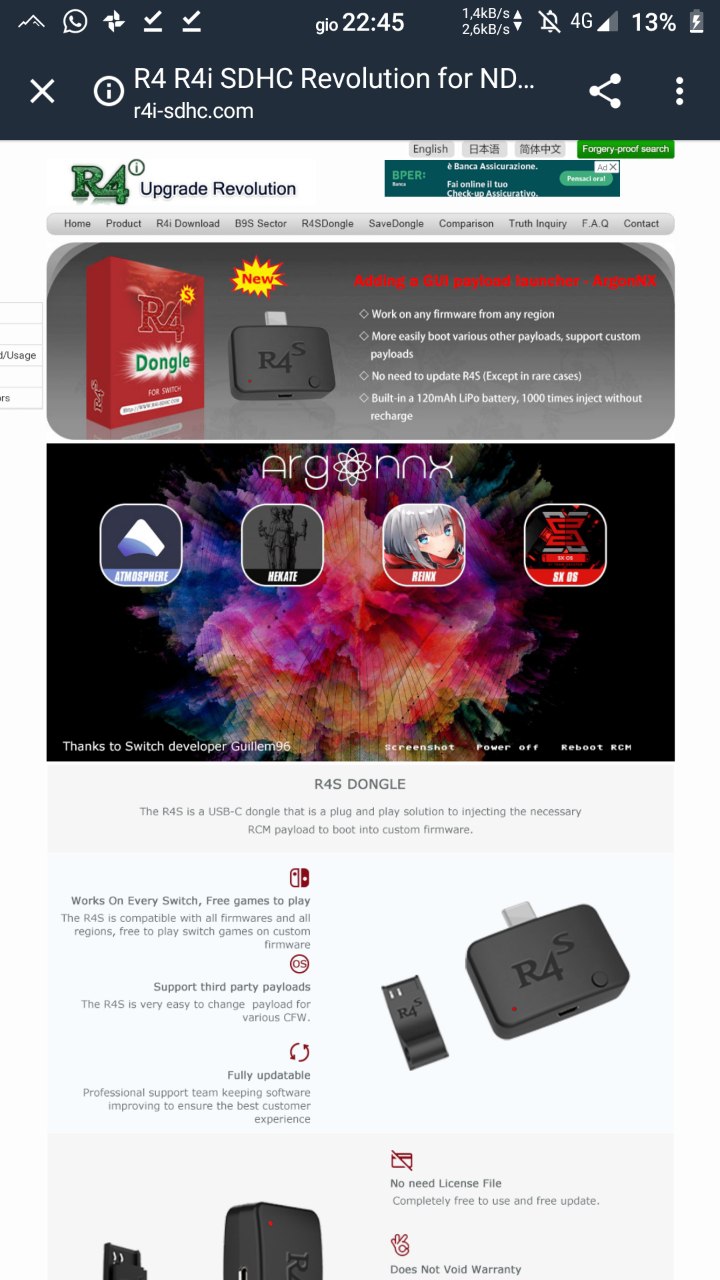 gio 22:45
1,4kB/s
2,6kB/s
4G
13%
R4 R4i SDHC Revolution for ND...
r4i-sdhc.com
English 日本语 简体中文 Forgery-proof search
R4i Upgrade Revolution
BPER:
Banca
è Banca Assicurazione.
Fai online il tuo
Check-up Assicurativo.
Pensaci ora!
Ad
Home Product R4i Download B9S Sector R4SDongle SaveDongle Comparison Truth Inquiry F.A.Q Contact
d/Usage
ors
R4S
Dongle
FOR SWITCH
R4S
New
R4S
Adding a GUI payload launcher - ArgonNX
◇ Work on any firmware from any region
◇ More easily boot various other payloads, support custom
payloads
◇ No need to update R4S (Except in rare cases)
◇ Built-in a 120mAh LiPo battery, 1000 times inject without
recharge
Argonnx
ATMOSPHERE HEKATE REINX SX OS
SX OS
Thanks to Switch developer Guillem96
Screenshot Power off Reboot RCM
R4S DONGLE
The R4S is a USB-C dongle that is a plug and play solution to injecting the necessary
RCM payload to boot into custom firmware.
Works On Every Switch, Free games to play
The R4S is compatible with all firmwares and all
regions, free to play switch games on custom
firmware
OS
Support third party payloads
The R4S is very easy to change payload for
various CFW.
Fully updatable
Professional support team keeping software
improving to ensure the best customer
experience
R4S
R4S
No need License File
Completely free to use and free update.
Does Not Void Warranty
R4S